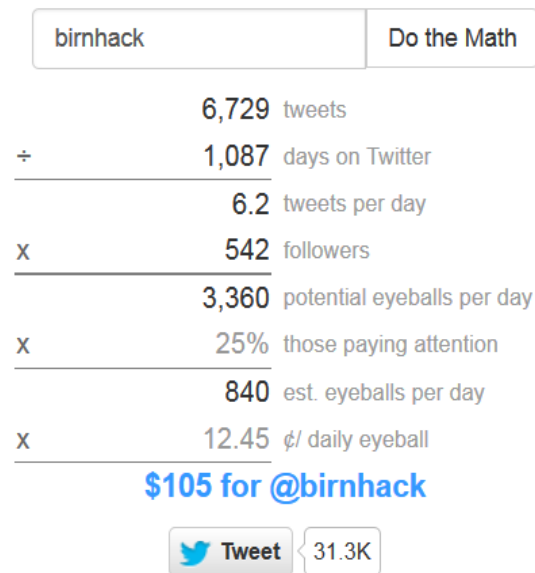 birnhack Do the Math
6,729 tweets
÷ 1,087 days on Twitter
6.2 tweets per day
x 542 followers
3,360 potential eyeballs per day
x 25% those paying attention
840 est. eyeballs per day
x 12.45 ¢/ daily eyeball
$105 for @birnhack
Tweet 31.3K